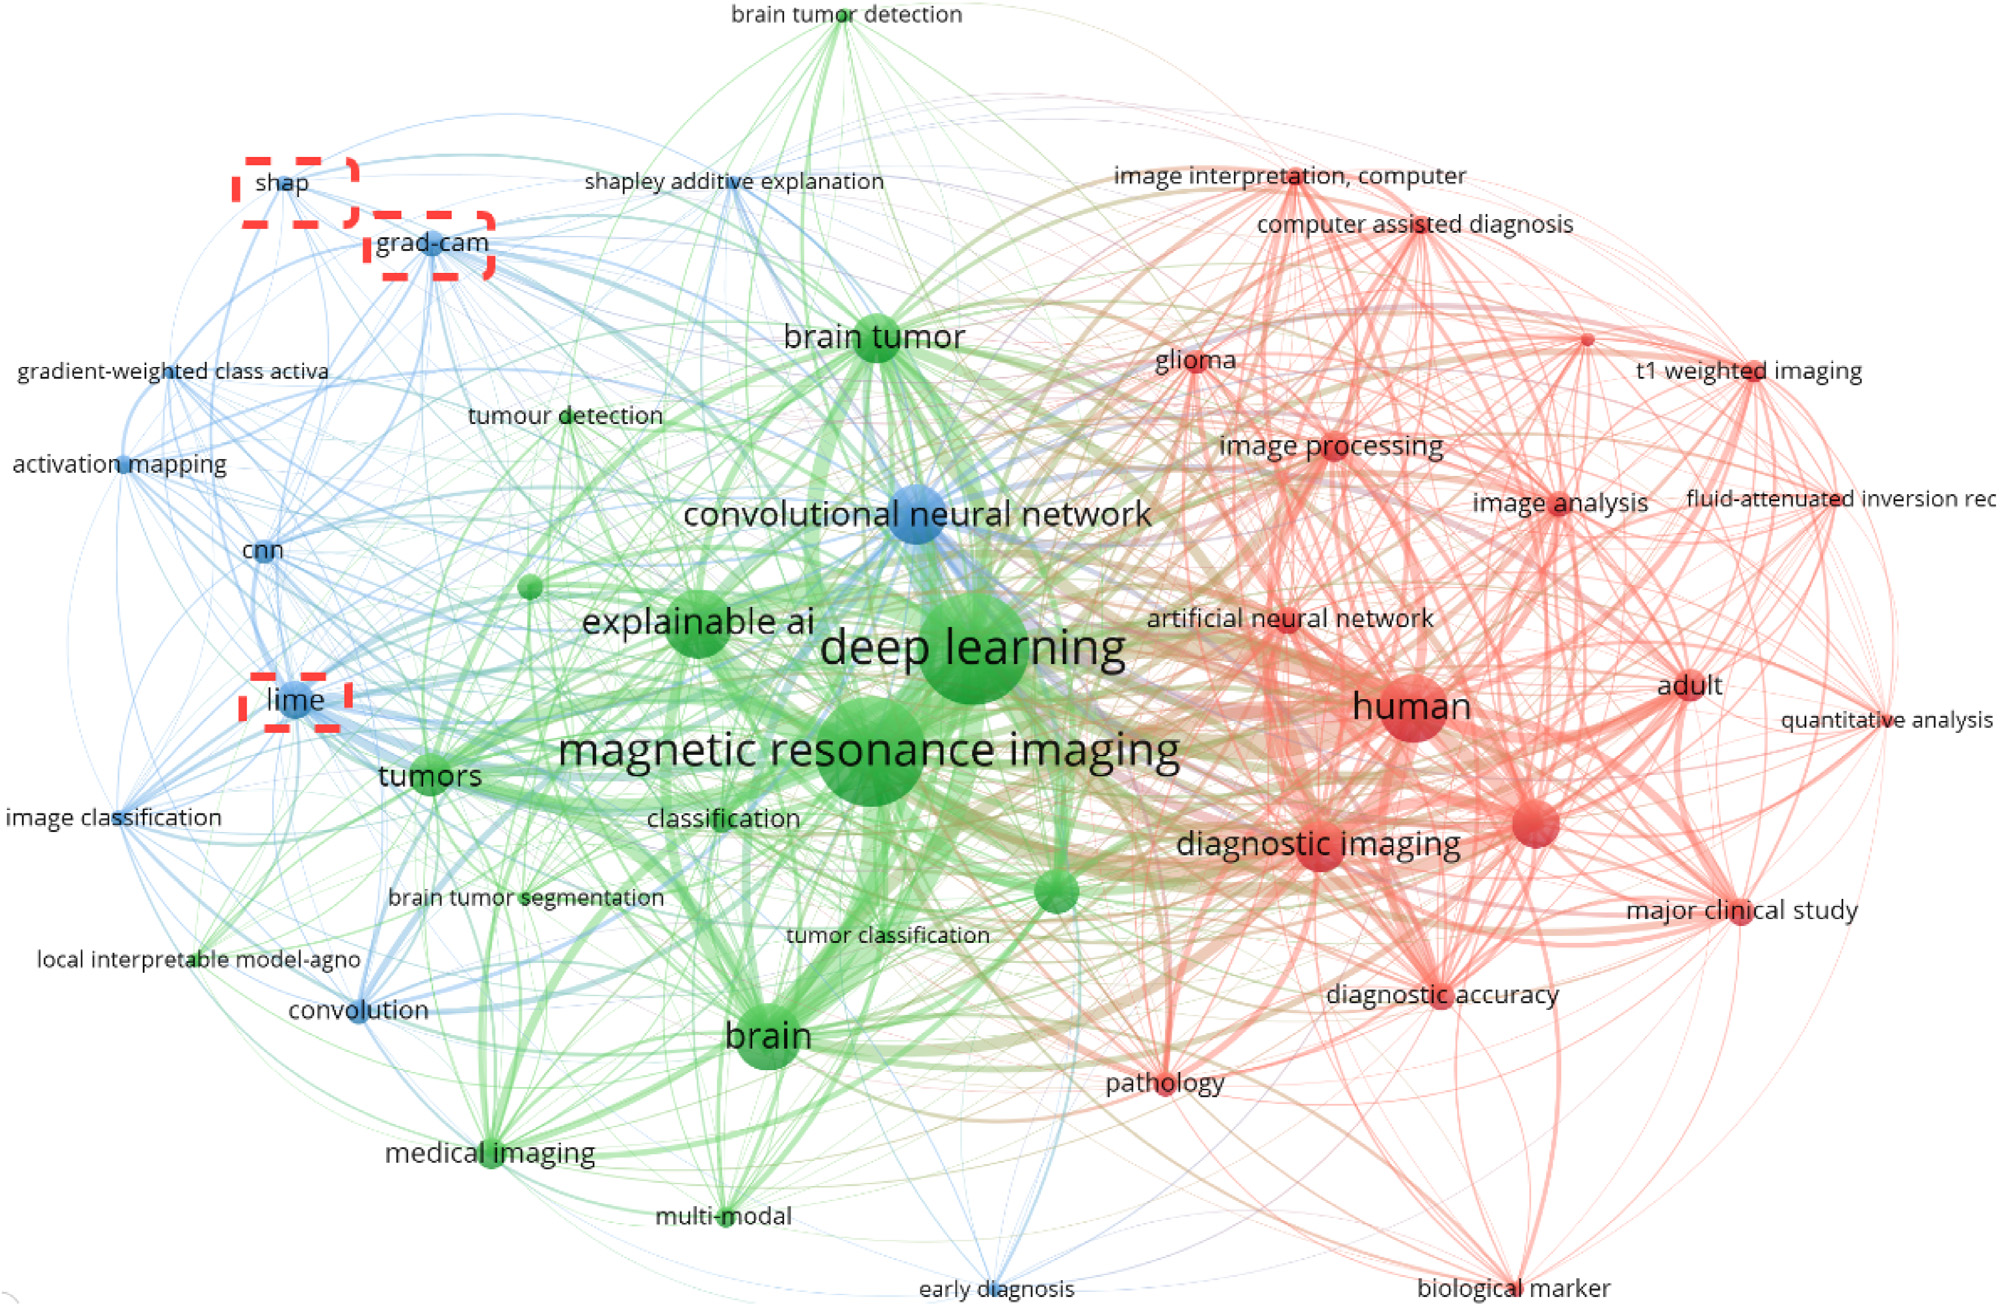 brain tumor detection
shap
shapley additive explanation
image interpretation, computer
computer assisted diagnosis
grad-cam
brain tumor
glioma
t1 weighted imaging
gradient-weighted class activa
tumour detection
image processing
activation mapping
image analysis
fluid-attenuated inversion rec
convolutional neural network
cnn
explainable ai
deep learning
artificial neural network
lime
human
adult
quantitative analysis
magnetic resonance imaging
tumors
image classification
classification
diagnostic imaging
brain tumor segmentation
major clinical study
tumor classification
local interpretable model-agno
convolution
diagnostic accuracy
brain
pathology
medical imaging
multi-modal
early diagnosis
biological marker